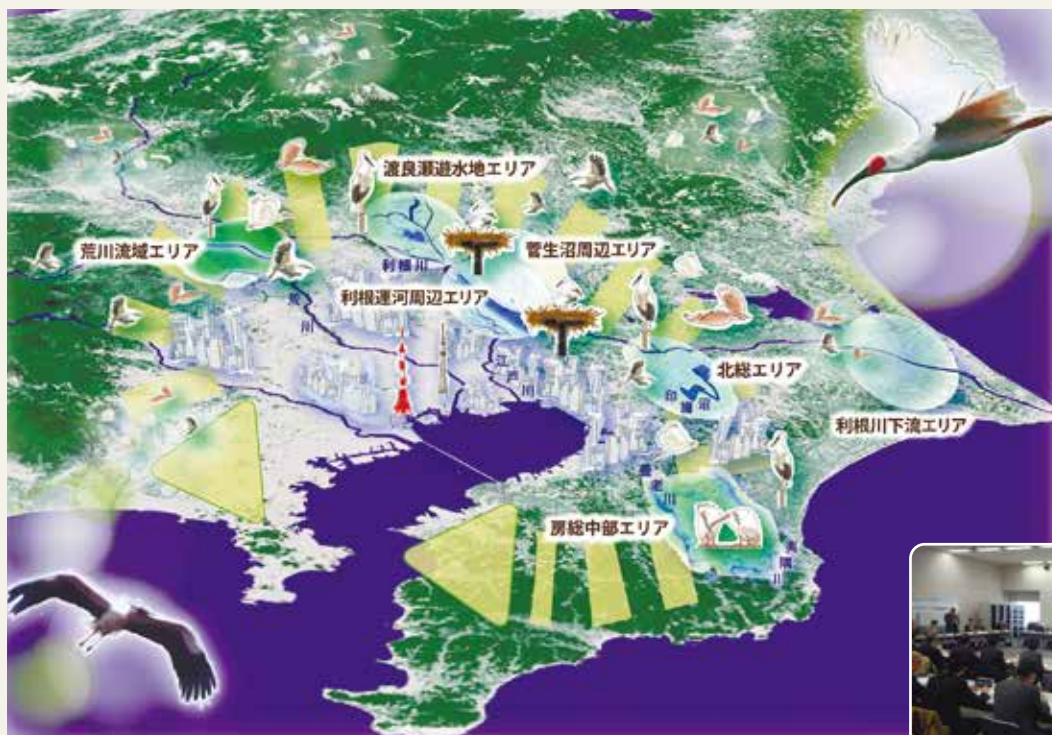 渡良瀬遊水地エリア
荒川流域エリア
利根川
菅生沼周辺エリア
利根運河周辺エリア
荒川
江戸川
北総エリア
印旛沼
利根川下流エリア
養老川
房総中部エリア
夷隅川